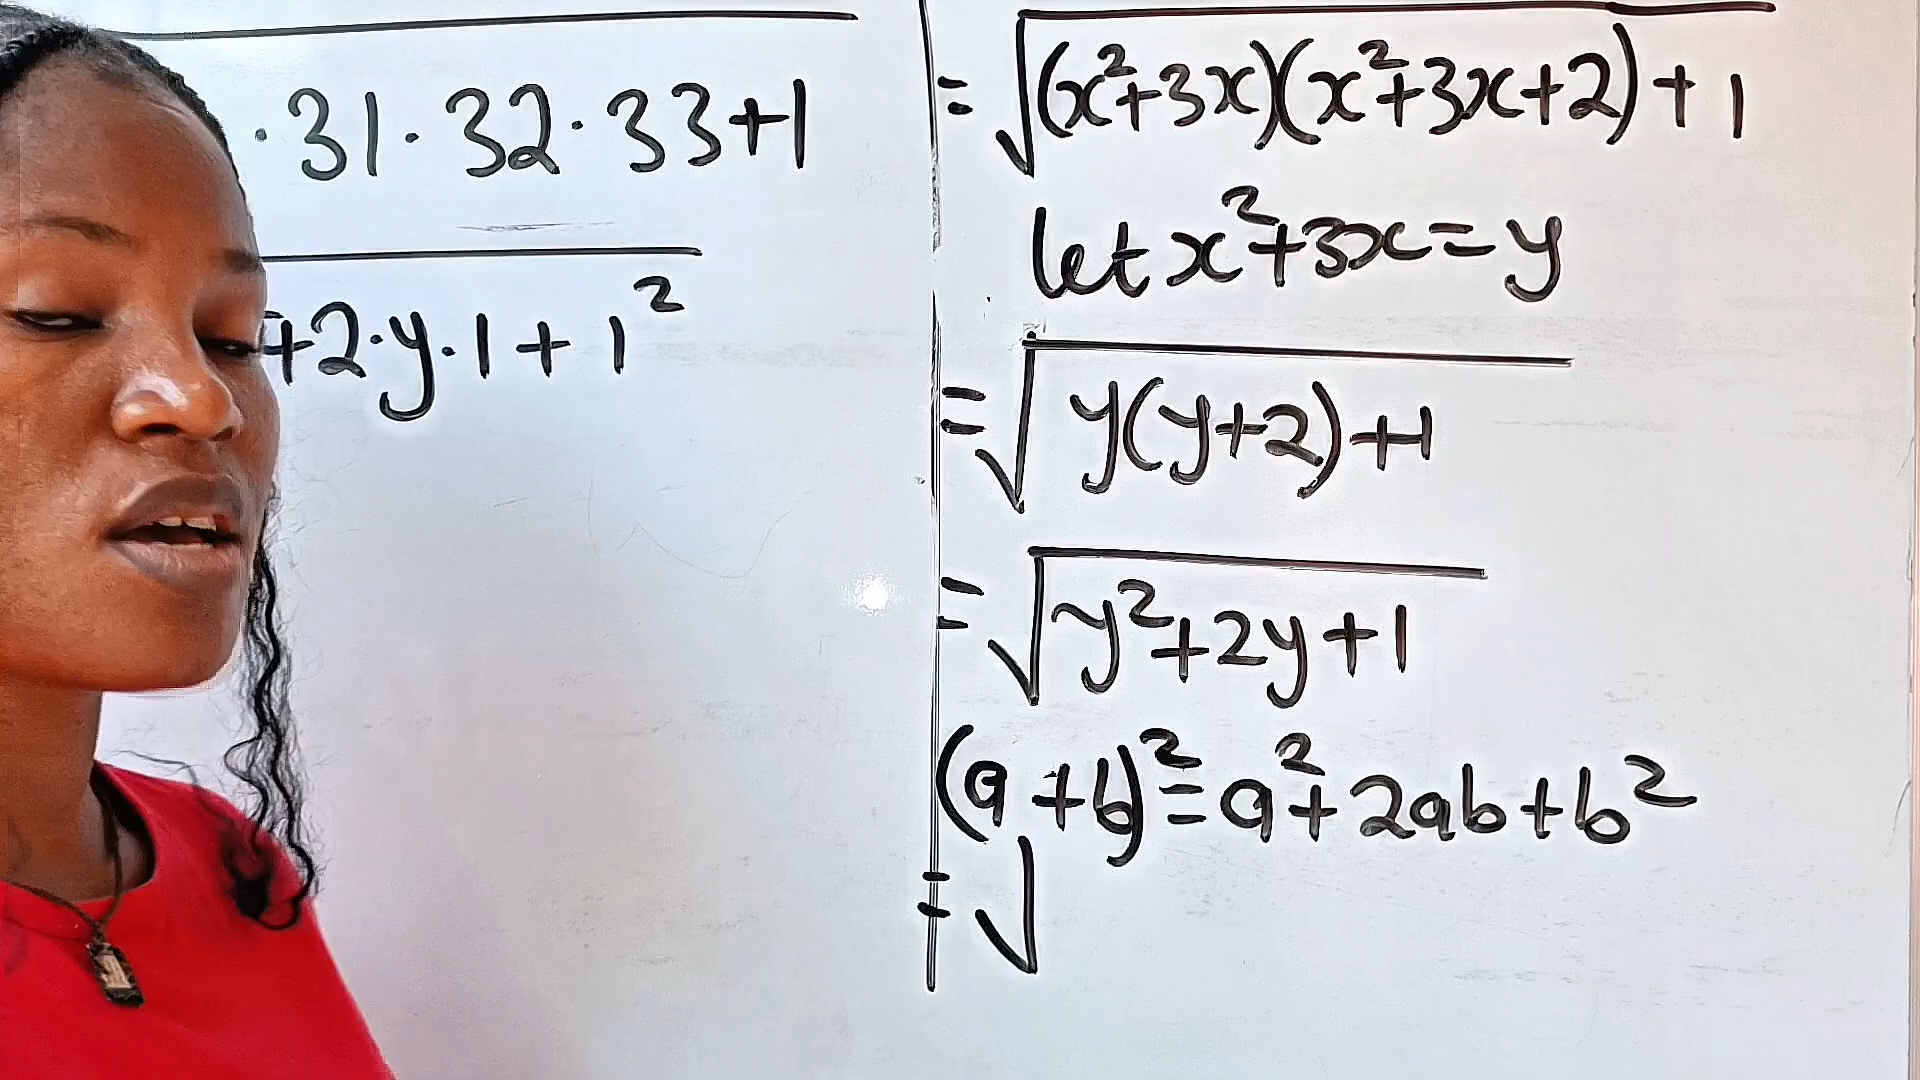 ·31·32·33+1
+2·y·1+1²
=√(x²+3x)(x²+3x+2)+1
let x²+3x=y
=√y(y+2)+1
=√y²+2y+1
(a+b)²=a²+2ab+b²
=√